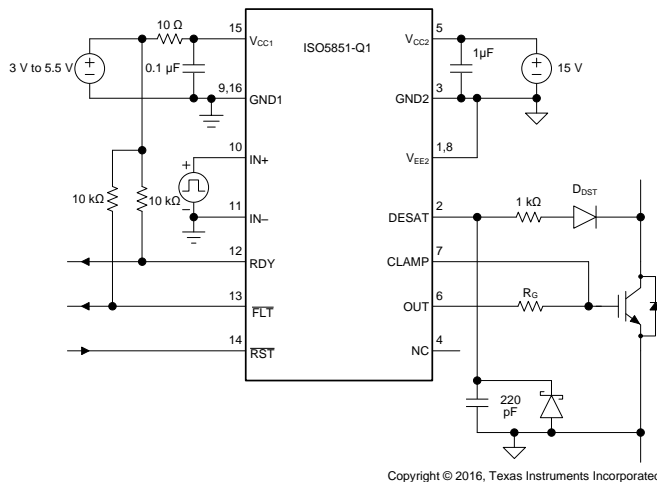 10 Ω
15
VCC1
ISO5851-Q1
VCC2
5
3 V to 5.5 V
0.1 µF
1µF
15 V
9,16
GND1
GND2
3
10
IN+
VEE2
1,8
10 kΩ
10 kΩ
11
IN–
DESAT
2
1 kΩ
DDST
12
RDY
CLAMP
7
13
FLT
OUT
6
RG
14
RST
NC
4
220
pF
Copyright © 2016, Texas Instruments Incorporated